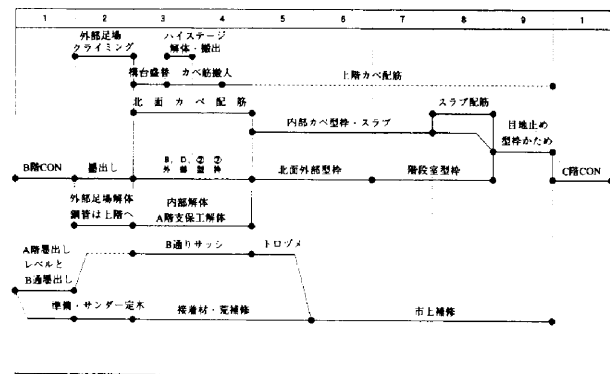 1 2 3 4 5 6 7 8 9 1
外部足場
クライミング
ハイステージ
解体・搬出
構台盛替
カベ筋搬入
上階カベ配筋
北面カベ配筋
内部カベ型枠・スラブ
スラブ配筋
目地止め
型枠かため
B階CON
墨出し
B、D、②⑦
外部型枠
北面外部型枠
階段室型枠
C階CON
外部足場解体
鋼管は上階へ
内部解体
A階支保工解体
A階墨出し
レベルと
B通墨出し
B通りサッシ
トロヅメ
準備・サンダー定木
接着材・荒補修
市上補修